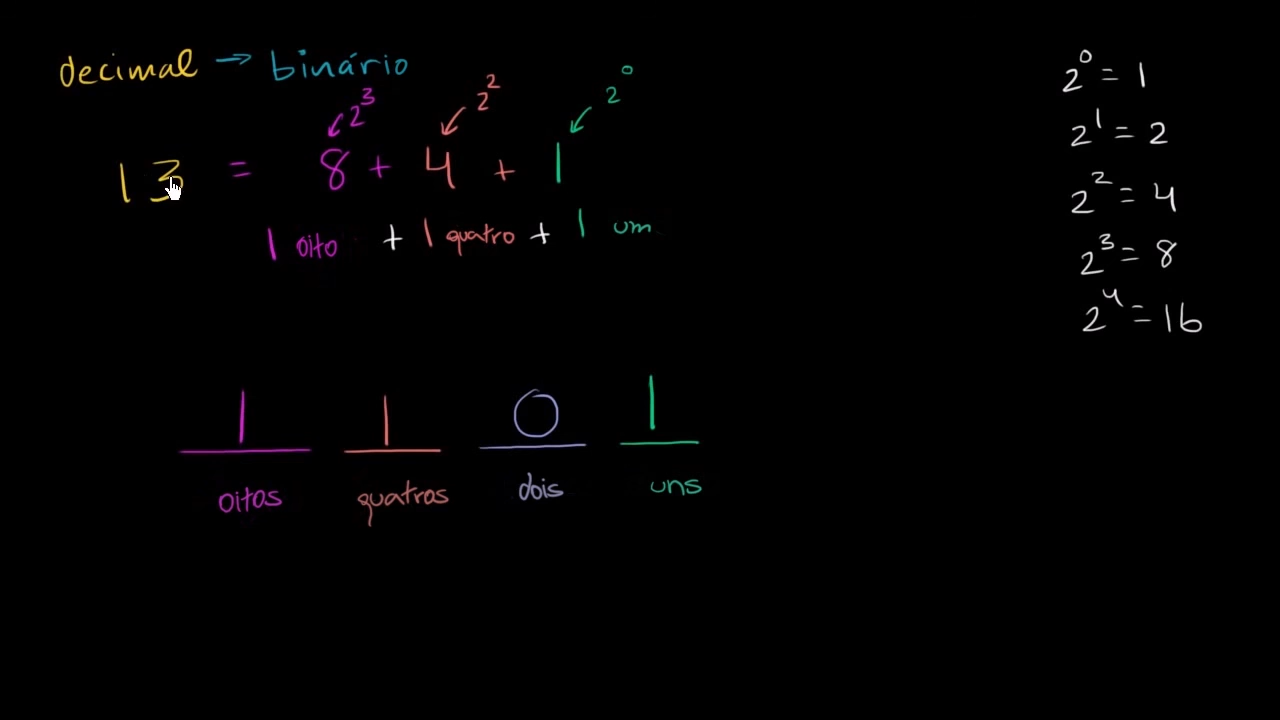 decimal → binário
2³ 2² 2⁰
13 = 8 + 4 + 1
1 oito + 1 quatro + 1 um
1 1 0 1
oitos quatros dois uns
2⁰ = 1
2¹ = 2
2² = 4
2³ = 8
2⁴ = 16